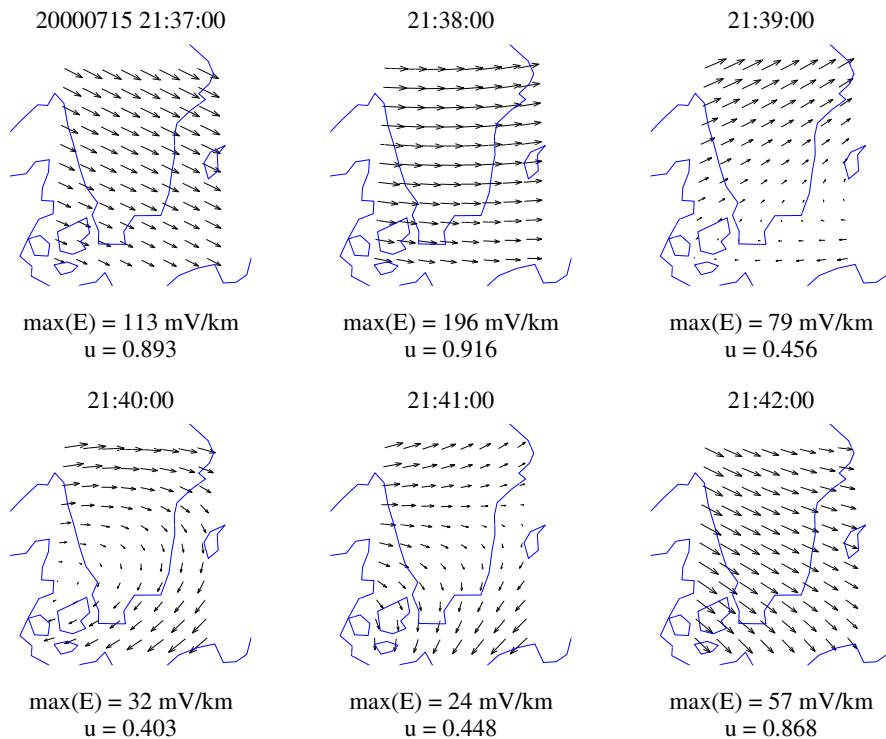 20000715 21:37:00
21:38:00
21:39:00
max(E) = 113 mV/km
u = 0.893
max(E) = 196 mV/km
u = 0.916
max(E) = 79 mV/km
u = 0.456
21:40:00
21:41:00
21:42:00
max(E) = 32 mV/km
u = 0.403
max(E) = 24 mV/km
u = 0.448
max(E) = 57 mV/km
u = 0.868